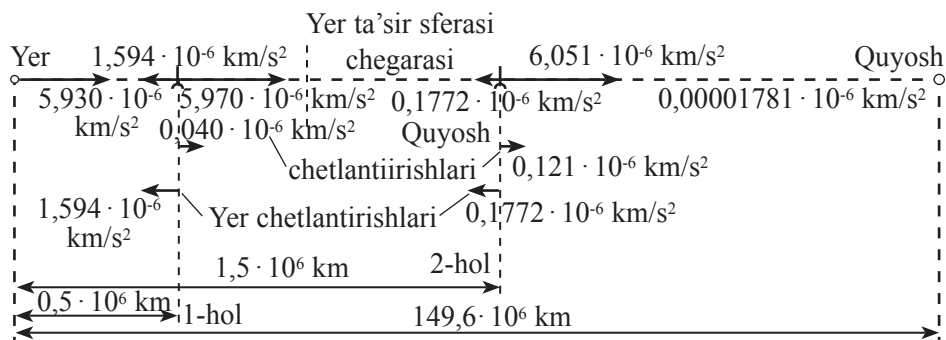 Yer ta’sir sferasi
chegarasi
Yer
1,594 · 10-6 km/s²
6,051 · 10-6 km/s²
Quyosh
5,930 · 10-6
km/s²
5,970 · 10-6 km/s²
0,1772 · 10-6 km/s²
0,00001781 · 10-6 km/s²
0,040 · 10-6 km/s²
Quyosh
chetlantiirishlari
0,121 · 10-6 km/s²
1,594 · 10-6
km/s²
Yer chetlantirishlari
0,1772 · 10-6 km/s²
1,5 · 10⁶ km
2-hol
0,5 · 10⁶ km
1-hol
149,6 · 10⁶ km